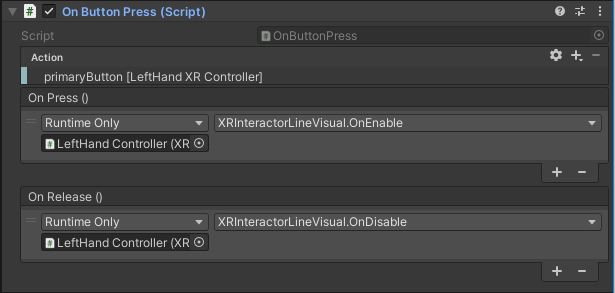 On Button Press (Script)
Script OnButtonPress
Action
primaryButton [LeftHand XR Controller]
On Press ()
Runtime Only XRInteractorLineVisual.OnEnable
LeftHand Controller (XR
On Release ()
Runtime Only XRInteractorLineVisual.OnDisable
LeftHand Controller (XR